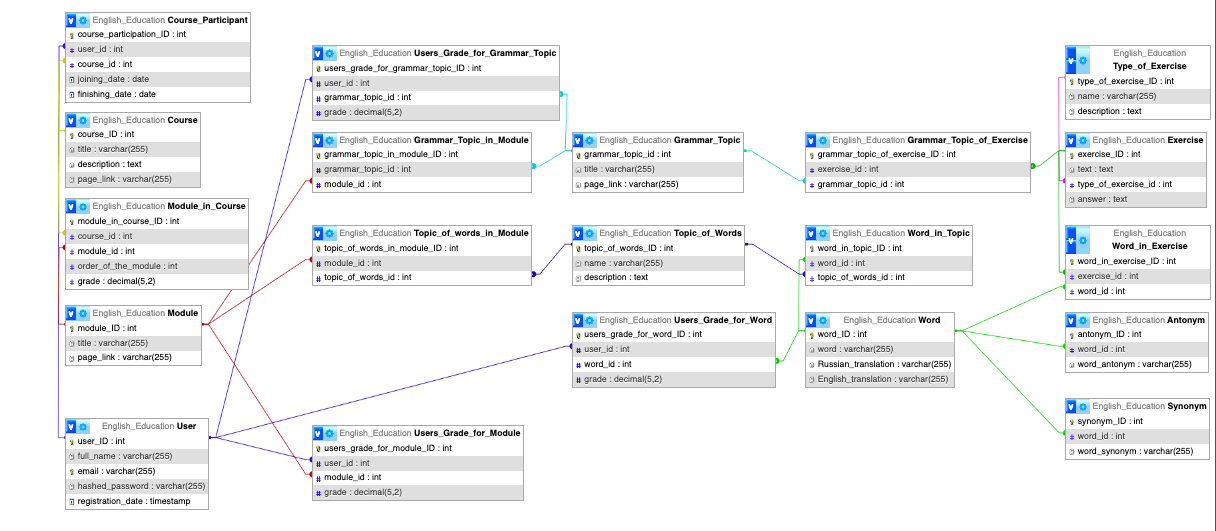 English_Education Course_Participant
course_participation_ID : int
user_id : int
course_id : int
joining_date : date
finishing_date : date
English_Education Course
course_ID : int
title : varchar(255)
description : text
page_link : varchar(255)
English_Education Module_in_Course
module_in_course_ID : int
course_id : int
module_id : int
order_of_the_module : int
grade : decimal(5,2)
English_Education Module
module_ID : int
title : varchar(255)
page_link : varchar(255)
English_Education User
user_ID : int
full_name : varchar(255)
email : varchar(255)
hashed_password : varchar(255)
registration_date : timestamp
English_Education Users_Grade_for_Grammar_Topic
users_grade_for_grammar_topic_ID : int
user_id : int
grammar_topic_id : int
grade : decimal(5,2)
English_Education Grammar_Topic_in_Module
grammar_topic_in_module_ID : int
grammar_topic_id : int
module_id : int
English_Education Topic_of_words_in_Module
topic_of_words_in_module_ID : int
module_id : int
topic_of_words_id : int
English_Education Users_Grade_for_Module
users_grade_for_module_ID : int
user_id : int
module_id : int
grade : decimal(5,2)
English_Education Grammar_Topic
grammar_topic_id : int
title : varchar(255)
page_link : varchar(255)
English_Education Topic_of_Words
topic_of_words_ID : int
name : varchar(255)
description : text
English_Education Users_Grade_for_Word
users_grade_for_word_ID : int
user_id : int
word_id : int
grade : decimal(5,2)
English_Education Grammar_Topic_of_Exercise
grammar_topic_of_exercise_ID : int
exercise_id : int
grammar_topic_id : int
English_Education Word_in_Topic
word_in_topic_ID : int
word_id : int
topic_of_words_id : int
English_Education Word
word_ID : int
word : varchar(255)
Russian_translation : varchar(255)
English_translation : varchar(255)
English_Education
Type_of_Exercise
type_of_exercise_ID : int
name : varchar(255)
description : text
English_Education Exercise
exercise_ID : int
text : text
type_of_exercise_id : int
answer : text
English_Education
Word_in_Exercise
word_in_exercise_ID : int
exercise_id : int
word_id : int
English_Education Antonym
antonym_ID : int
word_id : int
word_antonym : varchar(255)
English_Education Synonym
synonym_ID : int
word_id : int
word_synonym : varchar(255)